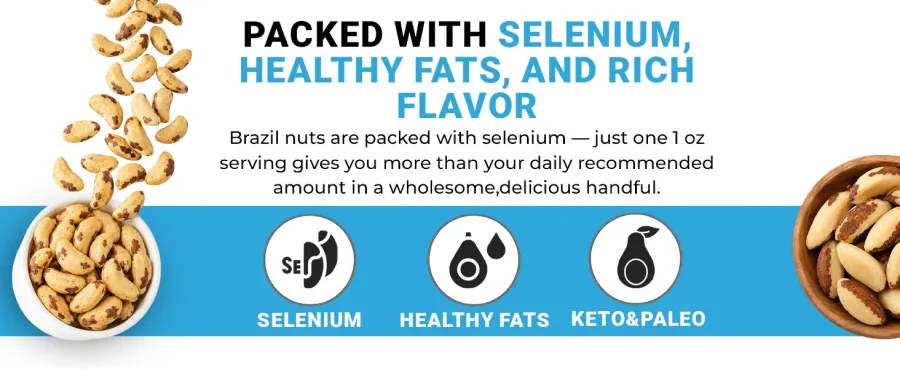 PACKED WITH SELENIUM,
HEALTHY FATS, AND RICH
FLAVOR
Brazil nuts are packed with selenium — just one 1 oz
serving gives you more than your daily recommended
amount in a wholesome,delicious handful.
Se
SELENIUM
HEALTHY FATS
KETO&PALEO